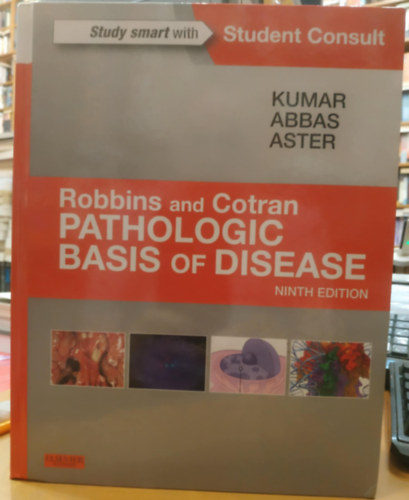 Study smart with Student Consult
KUMAR
ABBAS
ASTER
Robbins and Cotran
PATHOLOGIC
BASIS OF DISEASE
NINTH EDITION